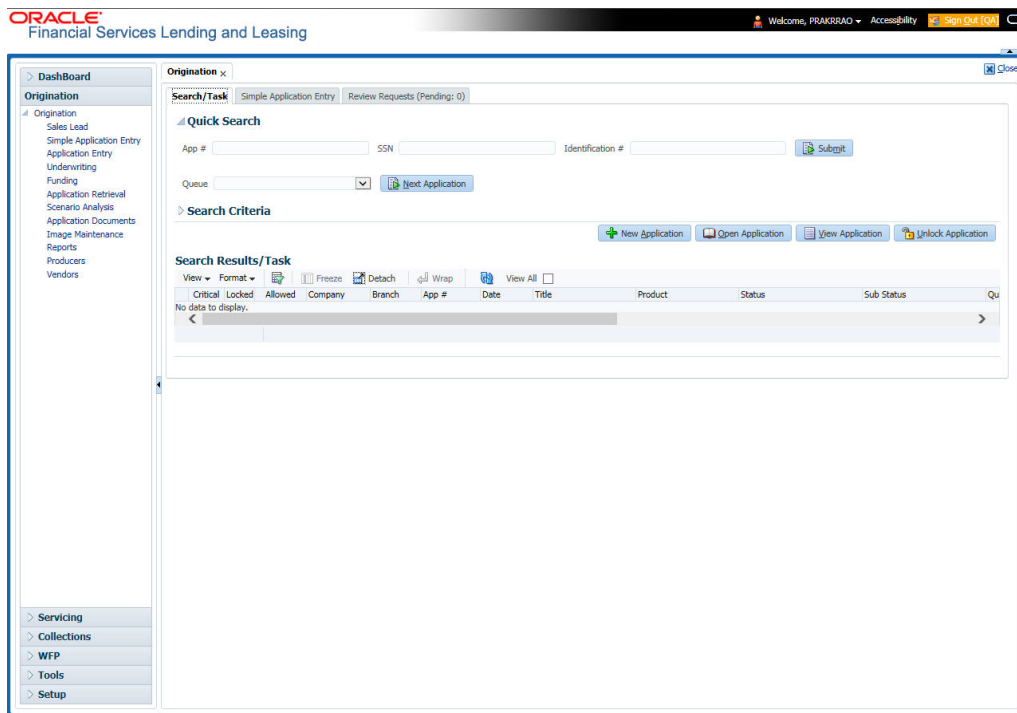 ORACLE®
Financial Services Lending and Leasing
Welcome, PRAKRRAO Accessibility Sign Out [QA]
DashBoard
Origination
Origination
Sales Lead
Simple Application Entry
Application Entry
Underwriting
Funding
Application Retrieval
Scenario Analysis
Application Documents
Image Maintenance
Reports
Producers
Vendors
Servicing
Collections
WFP
Tools
Setup
Origination
Close
Search/Task Simple Application Entry Review Requests (Pending: 0)
Quick Search
App # SSN Identification # Submit
Queue Next Application
Search Criteria
New Application Open Application View Application Unlock Application
Search Results/Task
View Format Freeze Detach Wrap View All
Critical Locked Allowed Company Branch App # Date Title Product Status Sub Status Qu
No data to display.